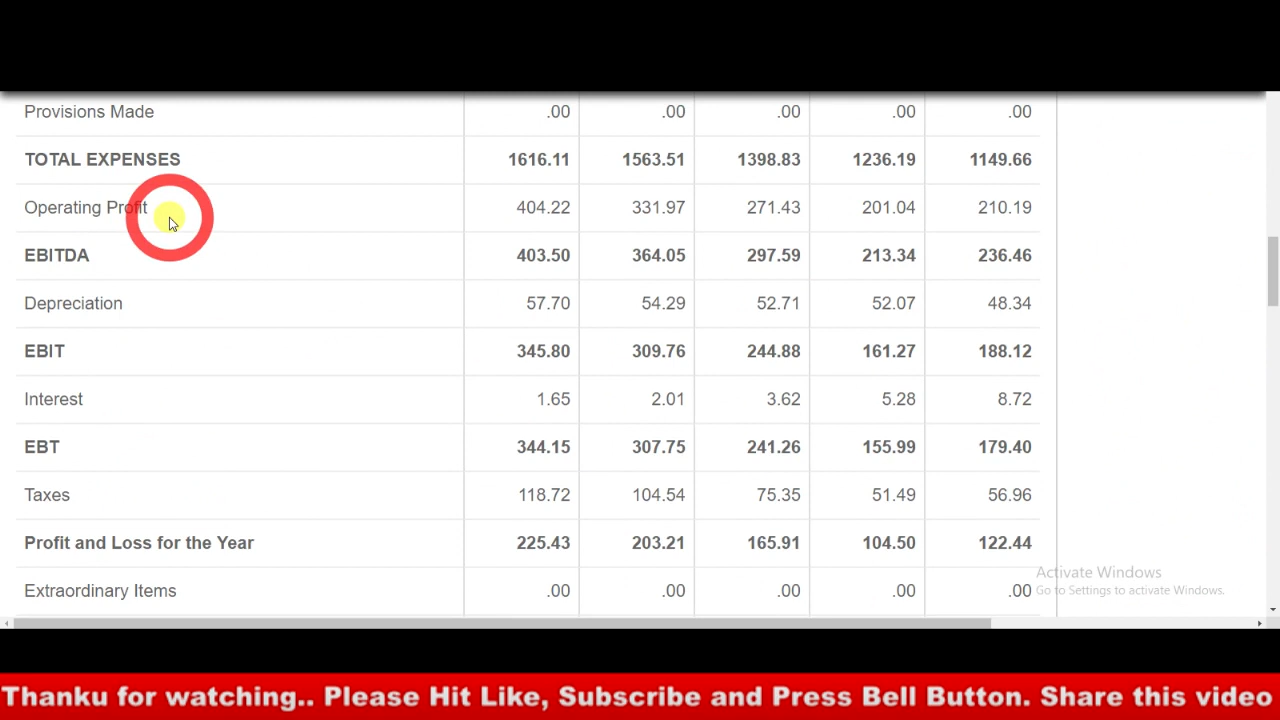 Provisions Made .00 .00 .00 .00 .00
TOTAL EXPENSES 1616.11 1563.51 1398.83 1236.19 1149.66
Operating Profit 404.22 331.97 271.43 201.04 210.19
EBITDA 403.50 364.05 297.59 213.34 236.46
Depreciation 57.70 54.29 52.71 52.07 48.34
EBIT 345.80 309.76 244.88 161.27 188.12
Interest 1.65 2.01 3.62 5.28 8.72
EBT 344.15 307.75 241.26 155.99 179.40
Taxes 118.72 104.54 75.35 51.49 56.96
Profit and Loss for the Year 225.43 203.21 165.91 104.50 122.44
Extraordinary Items .00 .00 .00 .00 .00
Activate Windows
Go to Settings to activate Windows.
Thanku for watching.. Please Hit Like, Subscribe and Press Bell Button. Share this video